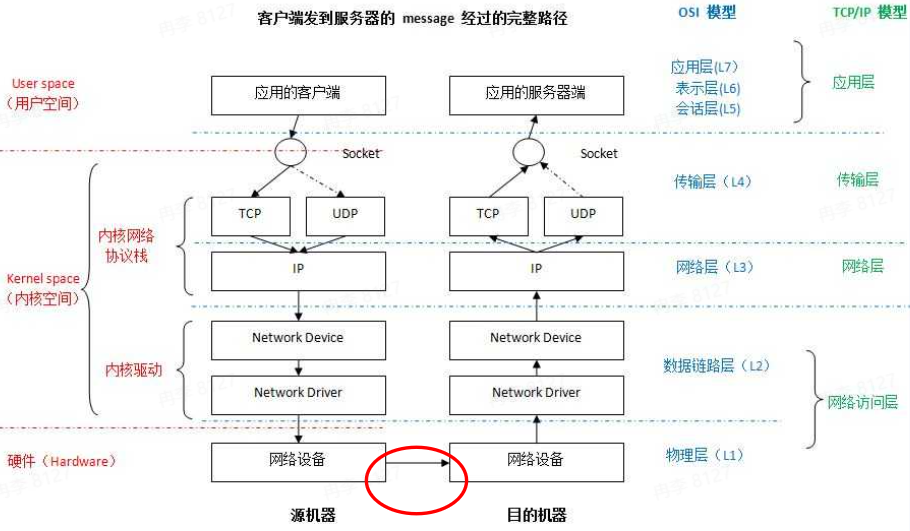 客户端发到服务器的 message 经过的完整路径
OSI 模型
TCP/IP 模型
User space
（用户空间）
应用的客户端
应用的服务器端
应用层(L7)
表示层(L6)
会话层(L5)
应用层
Socket
Socket
传输层（L4）
传输层
TCP
UDP
TCP
UDP
内核网络
协议栈
IP
IP
网络层（L3）
网络层
Kernel space
（内核空间）
Network Device
Network Device
内核驱动
数据链路层（L2）
Network Driver
Network Driver
网络访问层
硬件（Hardware）
网络设备
网络设备
物理层（L1）
源机器
目的机器
冉李 8127